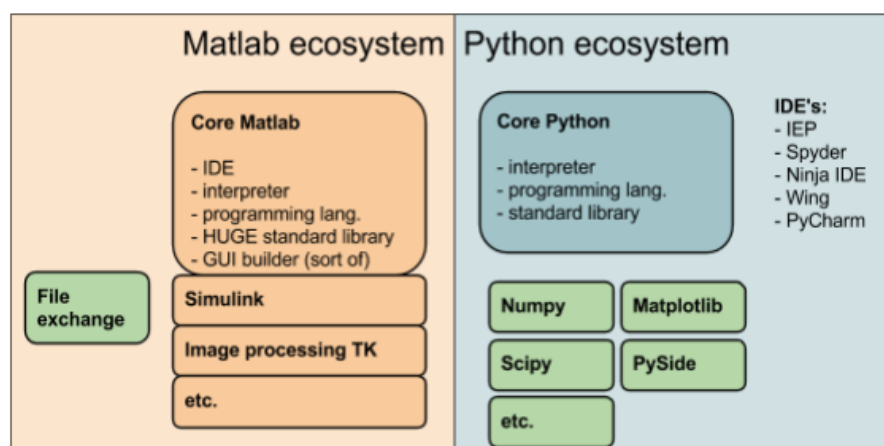 Matlab ecosystem
Core Matlab
- IDE
- interpreter
- programming lang.
- HUGE standard library
- GUI builder (sort of)
File
exchange
Simulink
Image processing TK
etc.
Python ecosystem
Core Python
- interpreter
- programming lang.
- standard library
IDE's:
- IEP
- Spyder
- Ninja IDE
- Wing
- PyCharm
Numpy
Matplotlib
Scipy
PySide
etc.